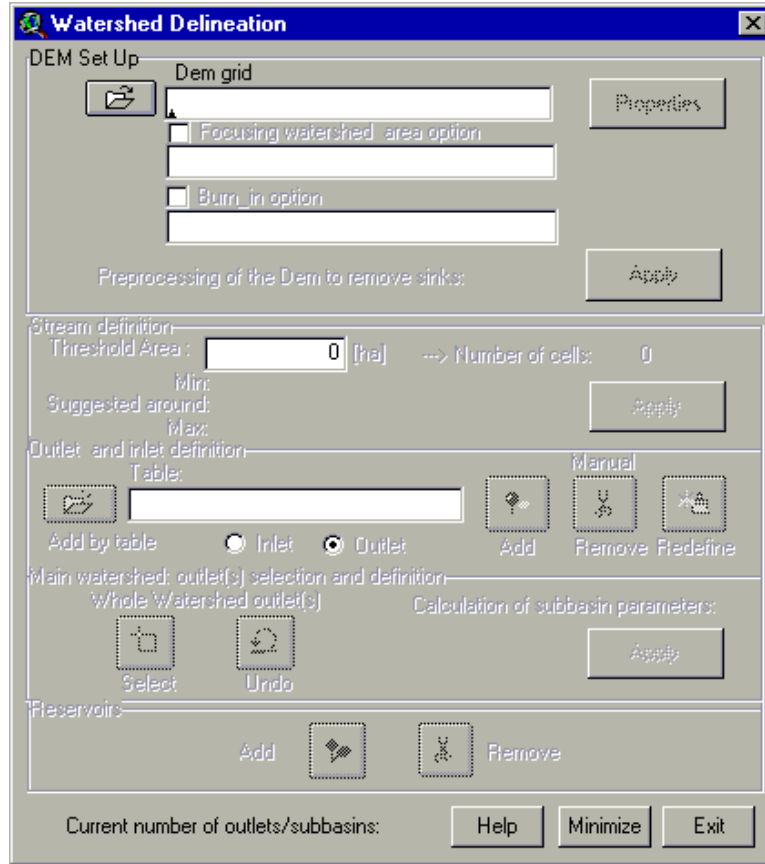 Watershed Delineation
DEM Set Up
Dem grid
Properties
Focusing watershed area option
Burn_in option
Preprocessing of the Dem to remove sinks:
Apply
Stream definition
Threshold Area :
0
[ha]
---> Number of cells:
0
Min:
Suggested around:
Max:
Apply
Outlet and inlet definition
Table:
Manual
Add by table
Inlet
Outlet
Add
Remove
Redefine
Main watershed: outlet(s) selection and definition
Whole Watershed outlet(s)
Calculation of subbasin parameters:
Apply
Select
Undo
Reservoirs
Add
Remove
Current number of outlets/subbasins:
Help
Minimize
Exit